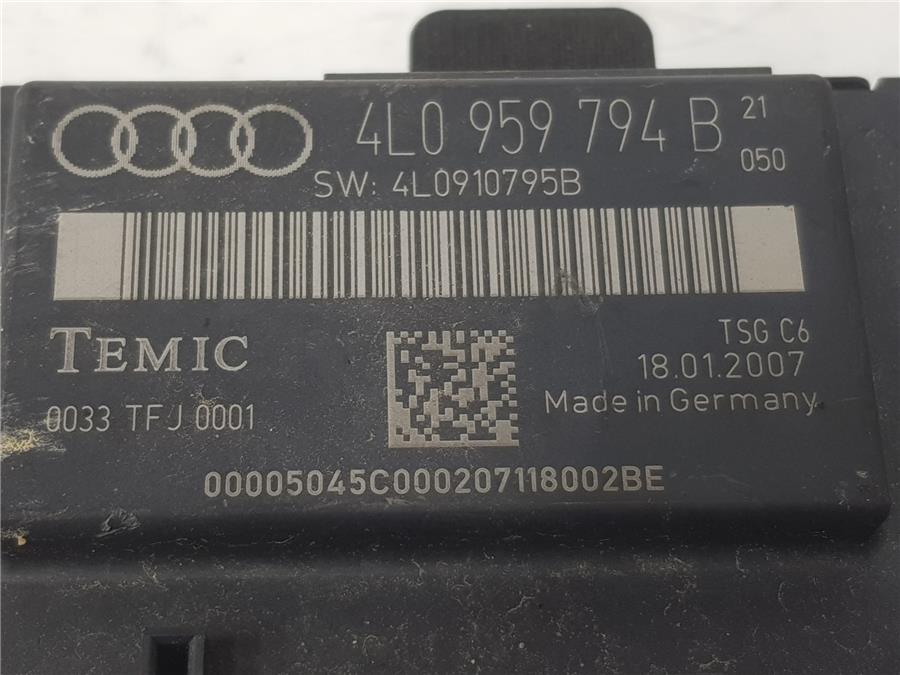 4L0 959 794 B 21
050
SW: 4L0910795B
TEMIC
TSG C6
18.01.2007
0033 TFJ 0001
Made in Germany
00005045C000207118002BE